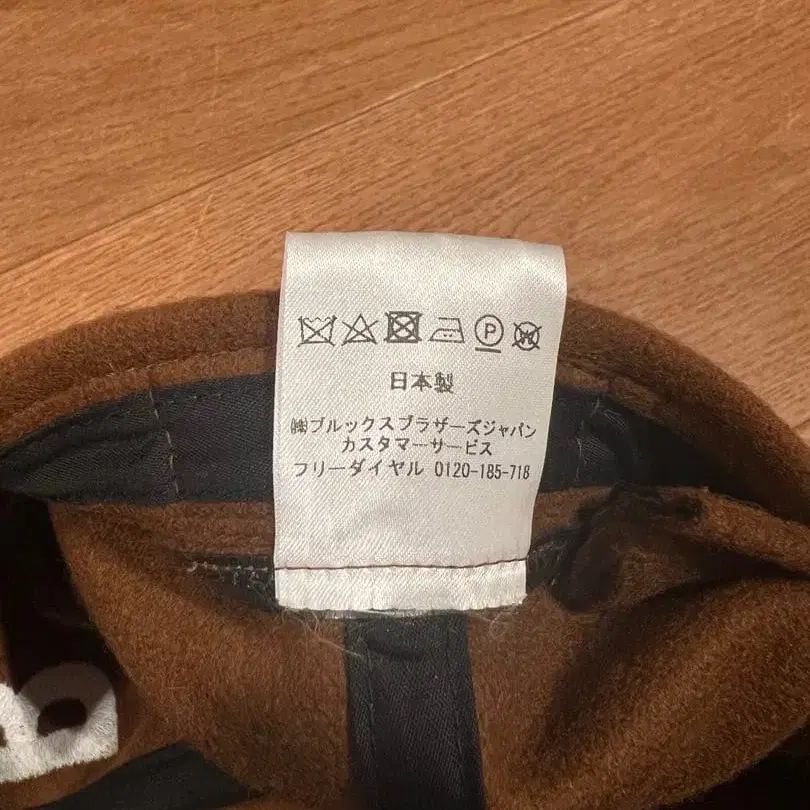 P W
日本製
㈱ブルックスブラザーズジャパン
カスタマーサービス
フリーダイヤル 0120-185-718